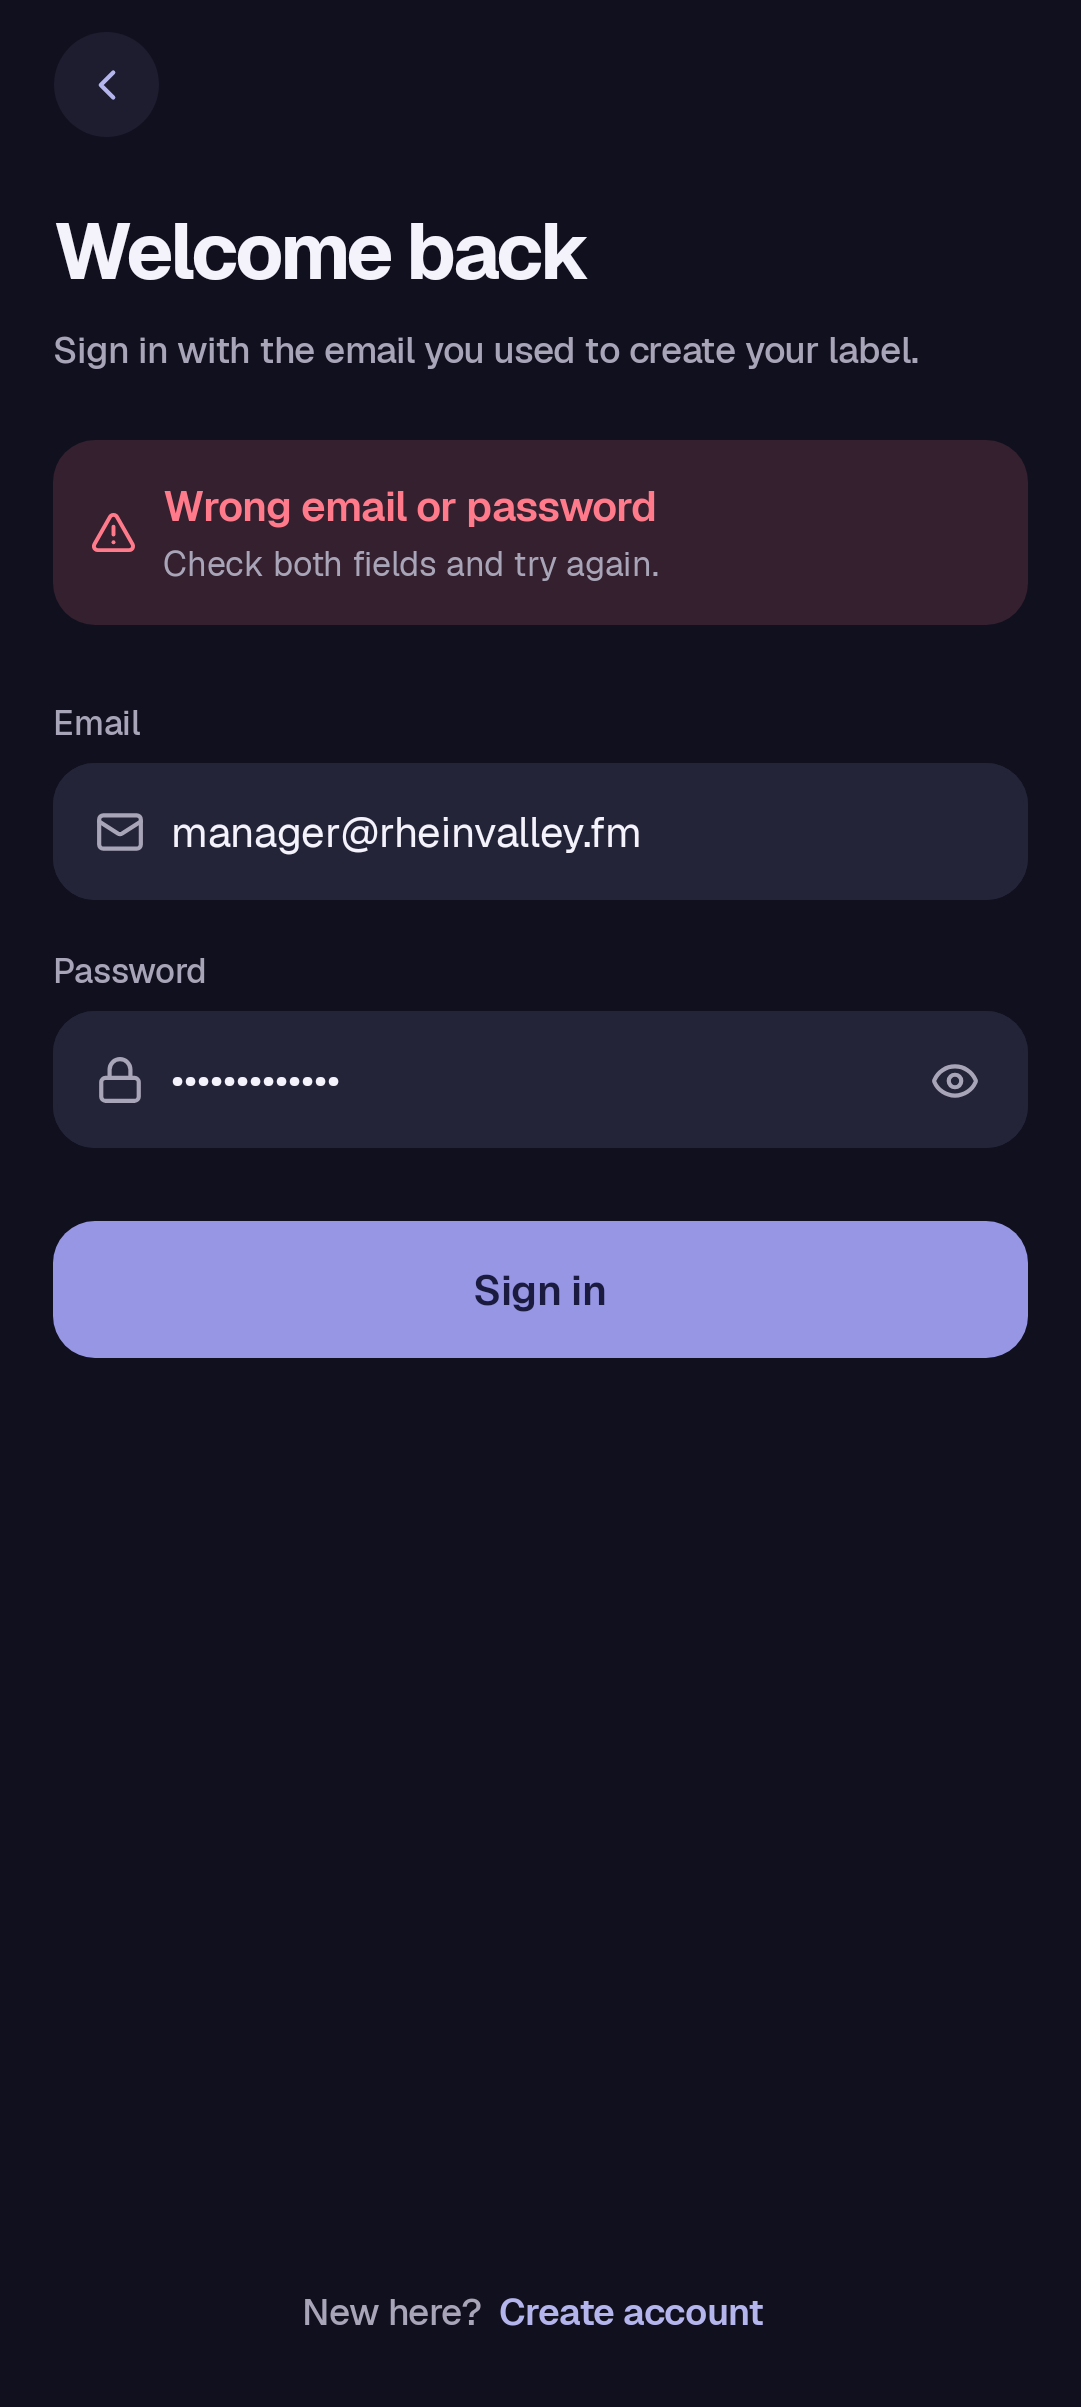 Welcome back
Sign in with the email you used to create your label.
Wrong email or password
Check both fields and try again.
Email
manager@rheinvalley.fm
Password
•••••••••••••
Sign in
New here? Create account